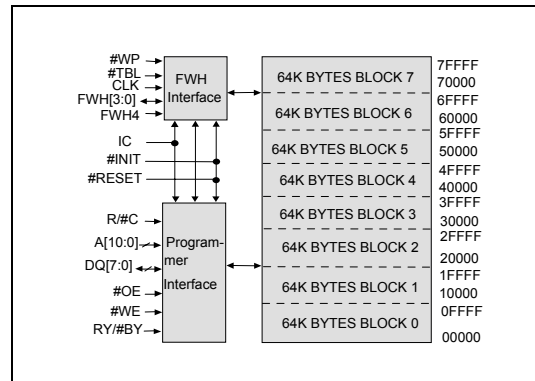 #WP
#TBL
CLK
FWH[3:0]
FWH4
FWH
Interface
IC
#INIT
#RESET
R/#C
A[10:0]
DQ[7:0]
#OE
#WE
RY/#BY
Program-
mer
Interface
64K BYTES BLOCK 7
64K BYTES BLOCK 6
64K BYTES BLOCK 5
64K BYTES BLOCK 4
64K BYTES BLOCK 3
64K BYTES BLOCK 2
64K BYTES BLOCK 1
64K BYTES BLOCK 0
7FFFF
70000
6FFFF
60000
5FFFF
50000
4FFFF
40000
3FFFF
30000
2FFFF
20000
1FFFF
10000
0FFFF
00000